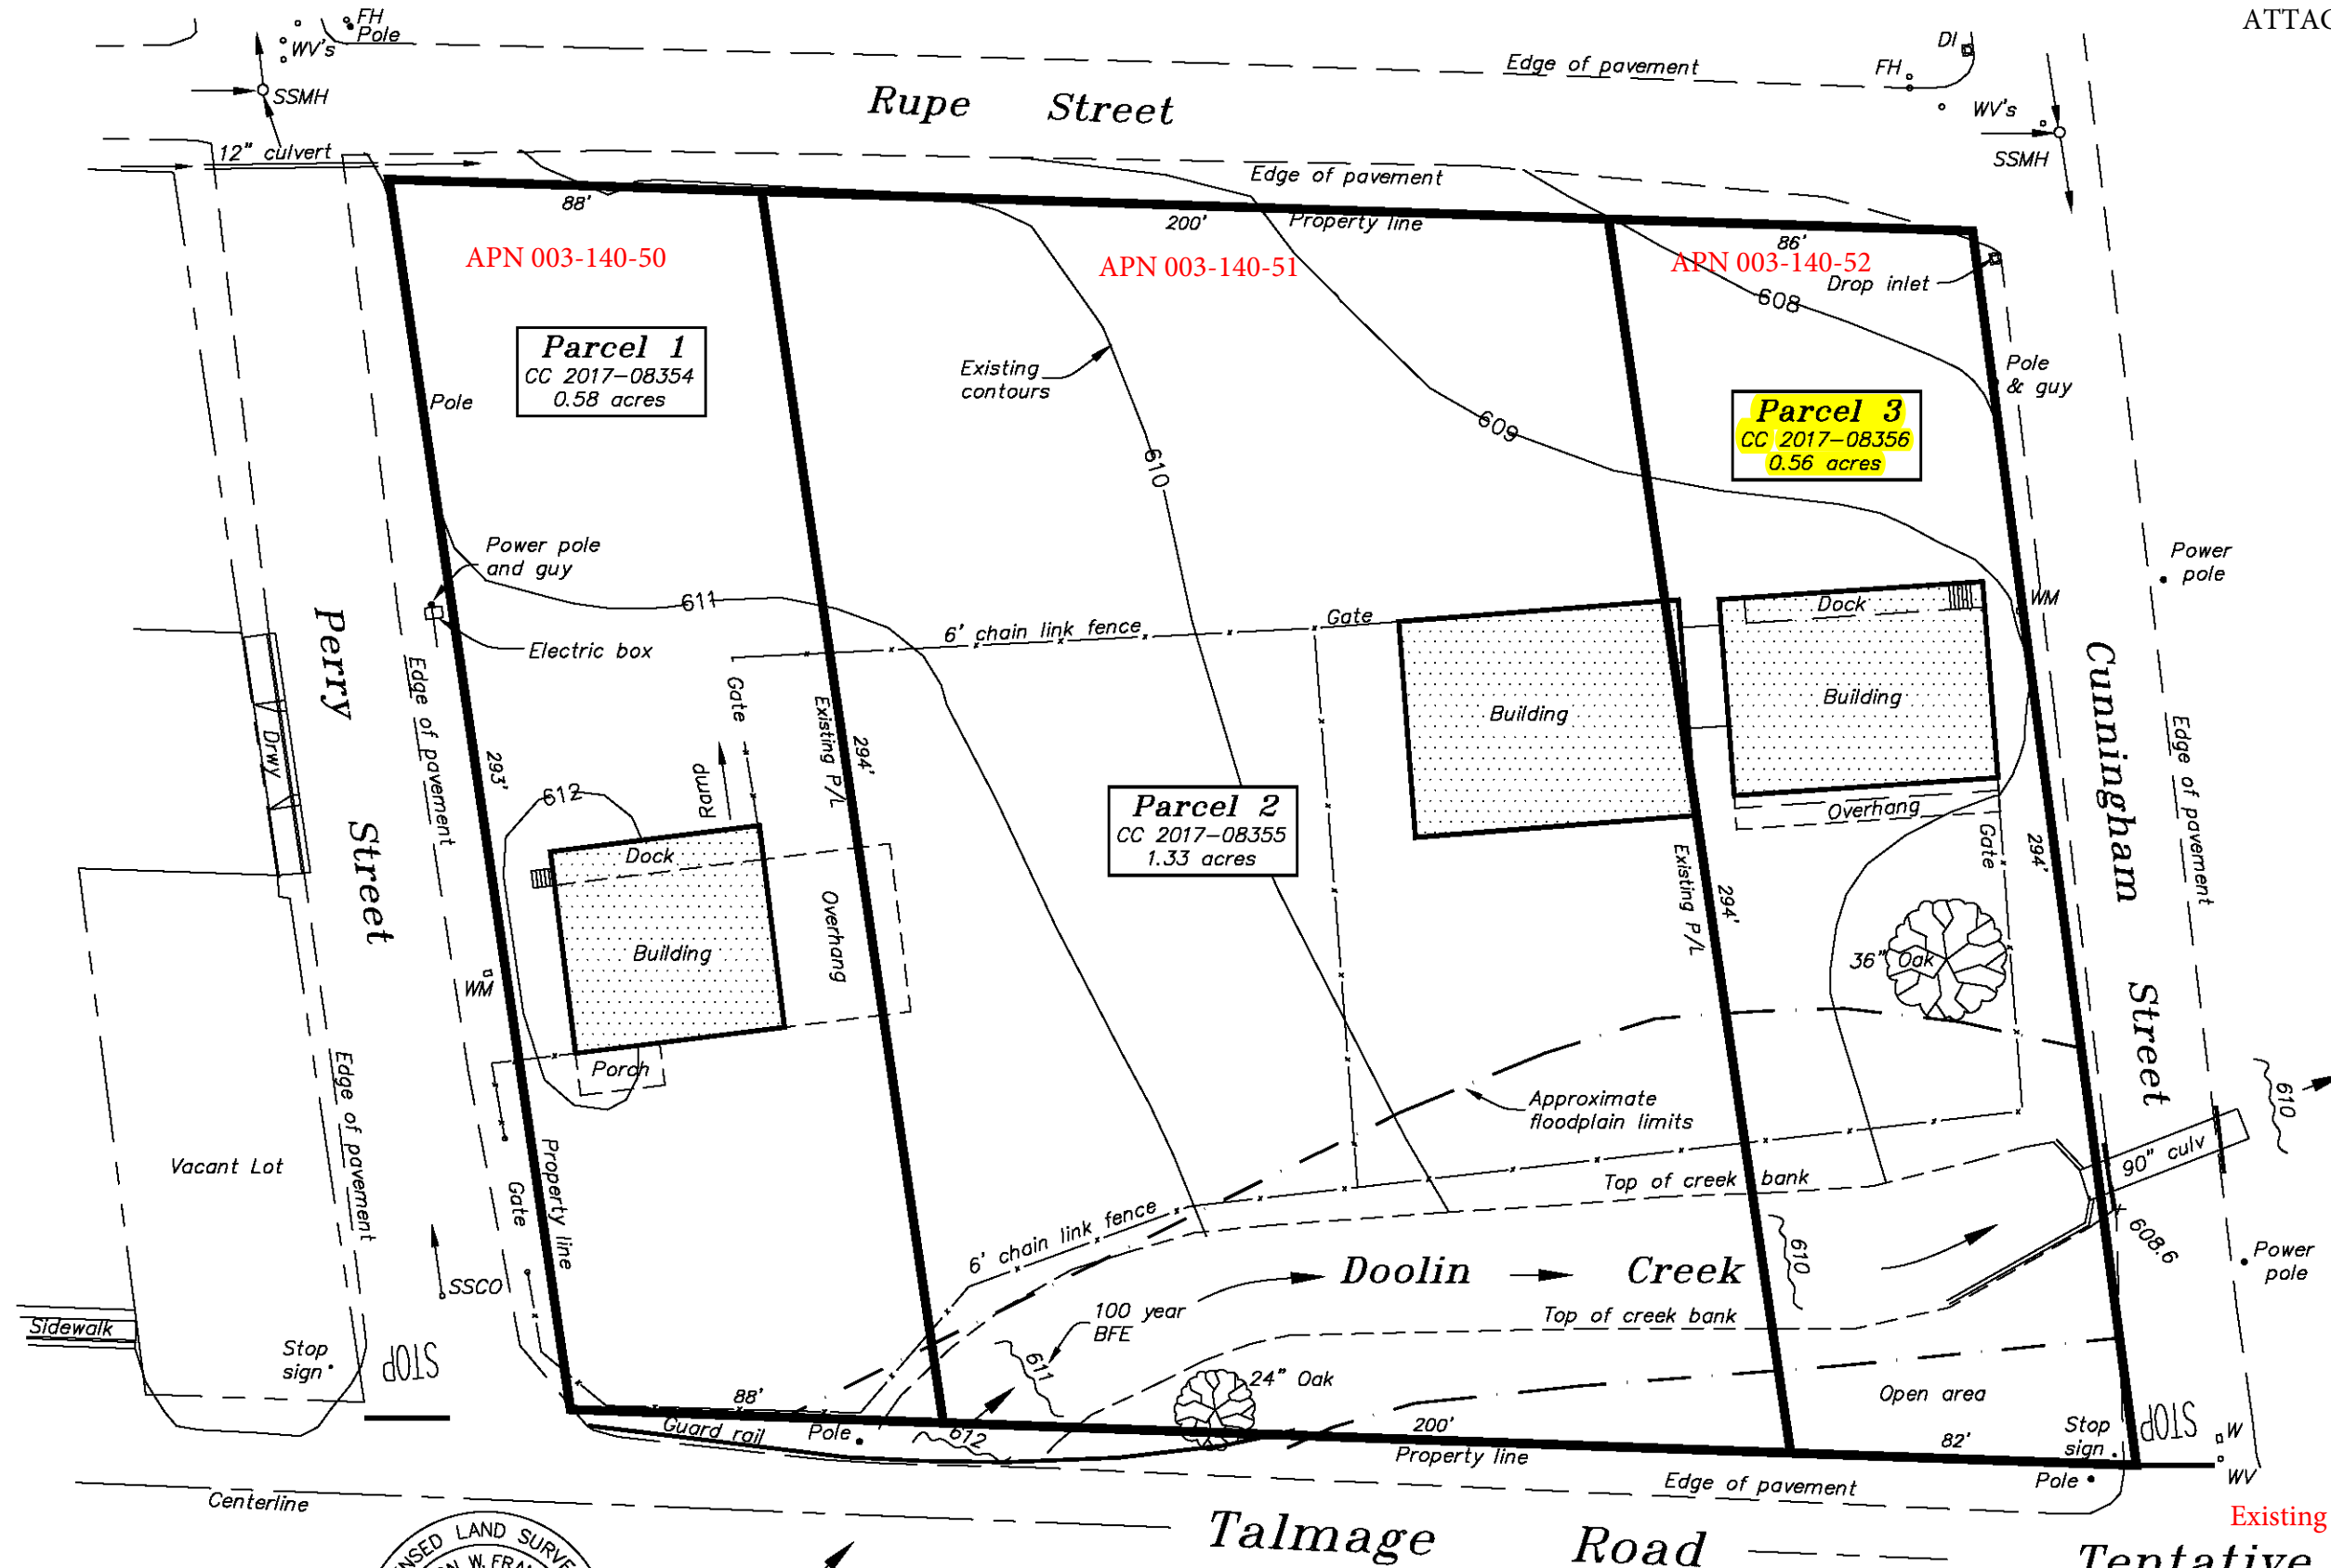 ATTAC
FH
Pole
WV's
SSMH
12" culvert
Rupe Street
Edge of pavement
DI
FH
WV's
SSMH
Edge of pavement
88'
200'
Property line
86'
APN 003-140-50
APN 003-140-51
APN 003-140-52
Drop inlet
608
Parcel 1
CC 2017-08354
0.58 acres
Pole
Existing
contours
610
609
Parcel 3
CC 2017-08356
0.56 acres
Pole
& guy
Power pole
and guy
611
Electric box
6' chain link fence
Gate
Dock
WM
Power
pole
Perry Street
Edge of pavement
Drwy
293'
Gate
Ramp
Existing P/L
294'
Building
Building
Overhang
Gate
294'
Cunningham Street
Edge of pavement
612
Dock
Building
Overhang
Porch
WM
Parcel 2
CC 2017-08355
1.33 acres
Existing P/L
294'
36" Oak
Approximate
floodplain limits
610
90" culv
608.6
Vacant Lot
Edge of pavement
Gate
Property line
SSCO
Top of creek bank
6' chain link fence
Doolin Creek
610
100 year
BFE
611
Top of creek bank
Power
pole
Sidewalk
Stop
sign
STOP
88'
Guard rail
Pole
612
24" Oak
200'
Property line
Open area
82'
Stop
sign
STOP
W
WV
Pole
Edge of pavement
Centerline
Talmage Road
Existing
NSED LAND SURVE
N W. FRA
Tentative